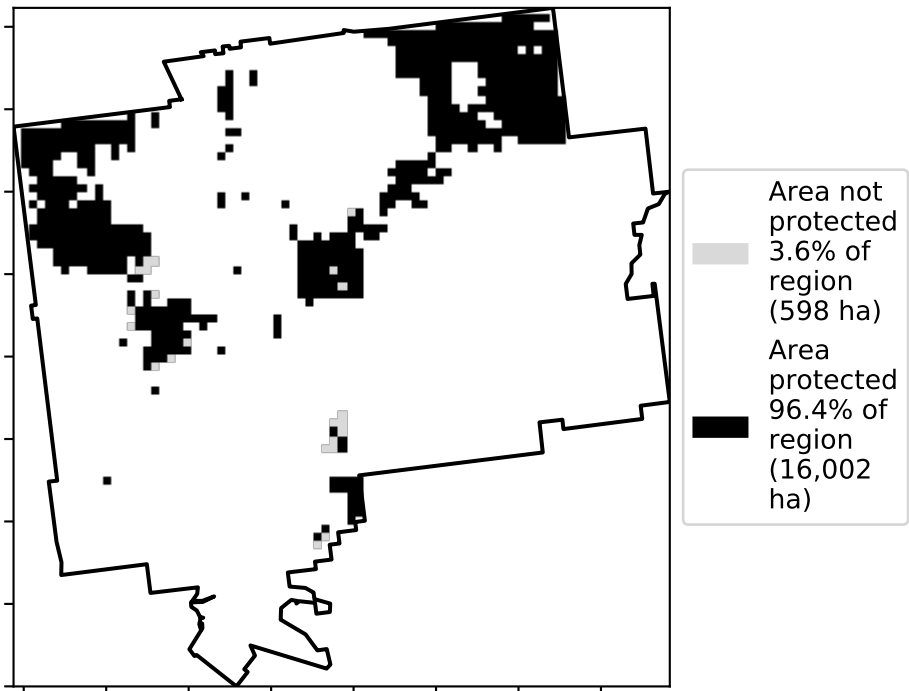 Area not
protected
3.6% of
region
(598 ha)
Area
protected
96.4% of
region
(16,002
ha)